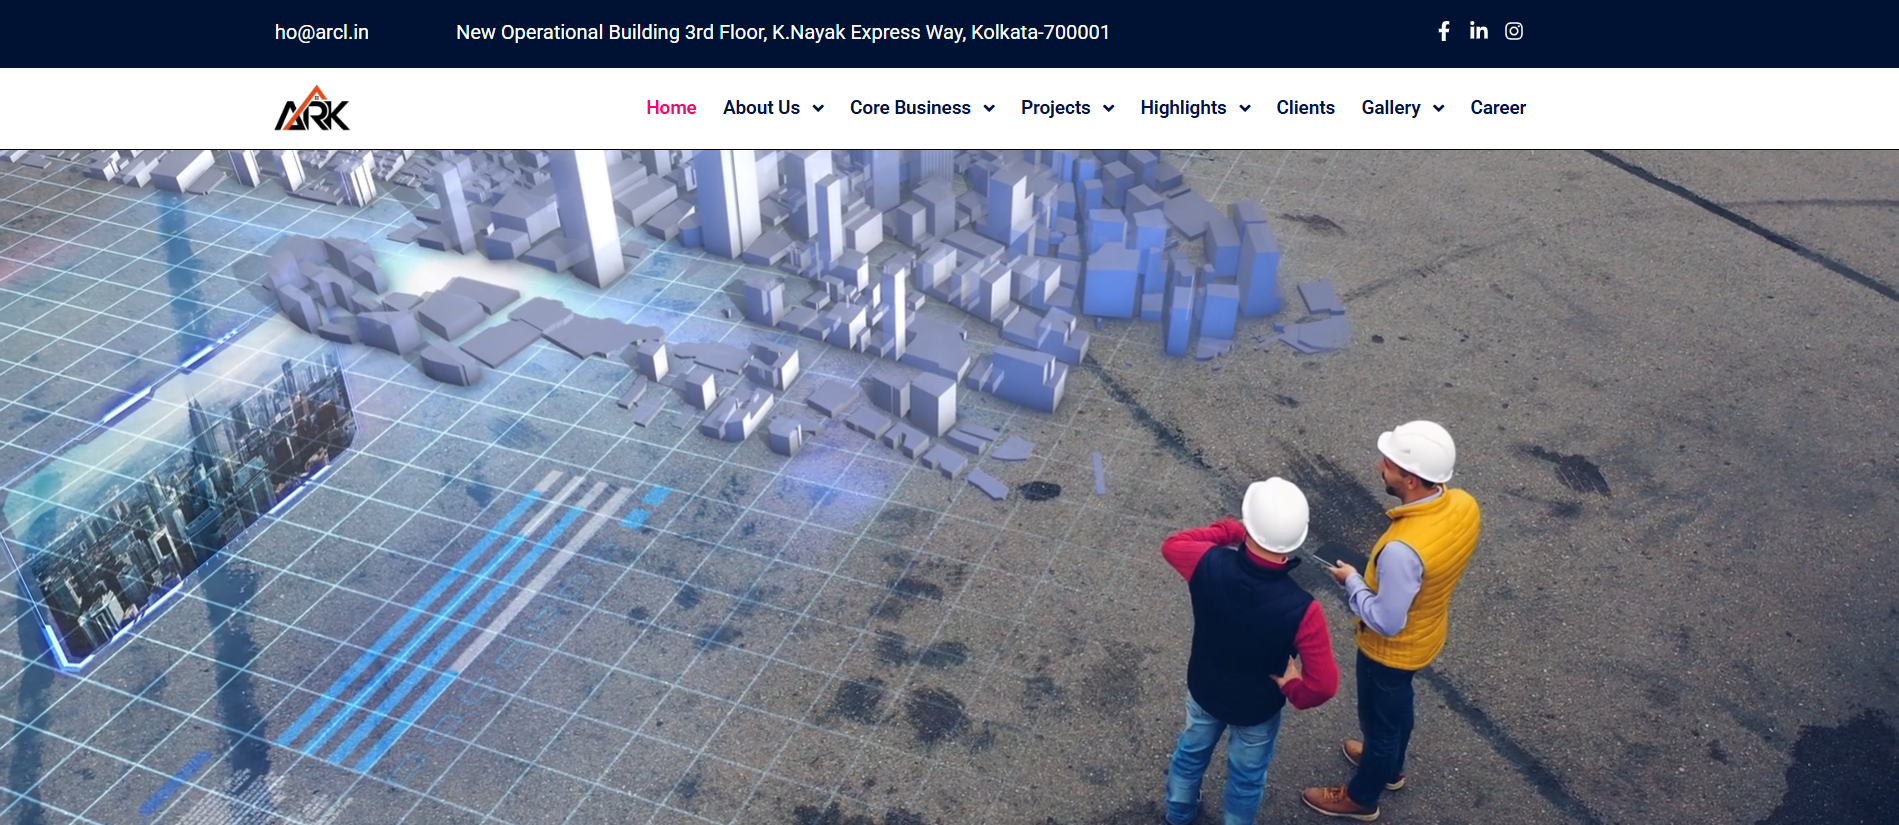 ho@arcl.in
New Operational Building 3rd Floor, K.Nayak Express Way, Kolkata-700001
ARK
Home
About Us
Core Business
Projects
Highlights
Clients
Gallery
Career